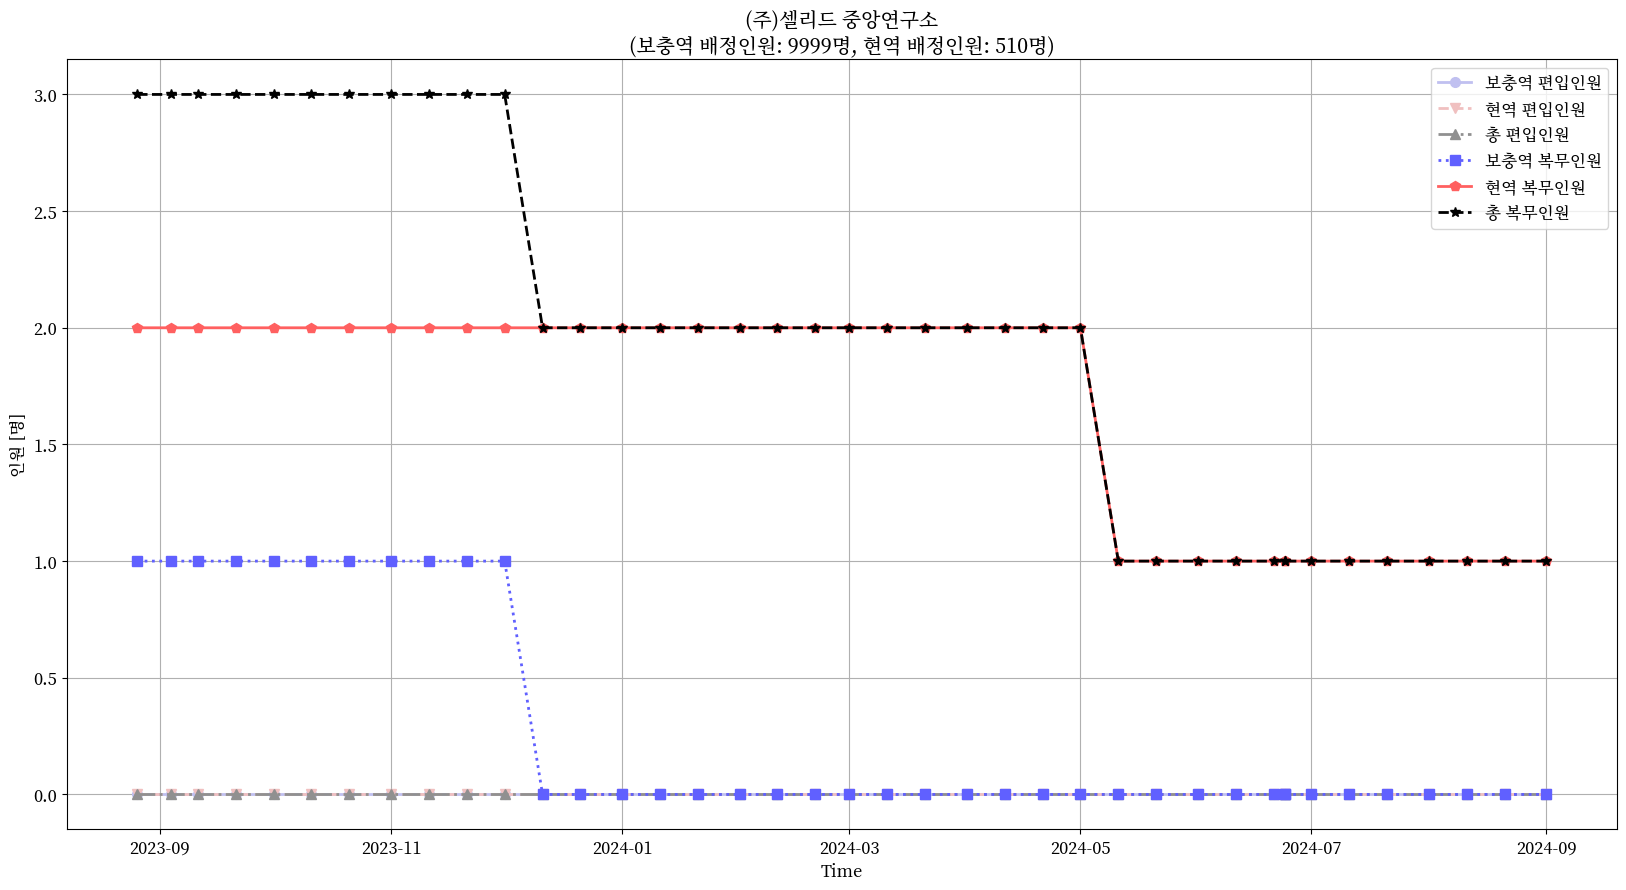 (주)셀리드 중앙연구소
(보충역 배정인원: 9999명, 현역 배정인원: 510명)
보충역 편입인원
현역 편입인원
총 편입인원
보충역 복무인원
현역 복무인원
총 복무인원
인원 [명]
3.0
2.5
2.0
1.5
1.0
0.5
0.0
2023-09 2023-11 2024-01 2024-03 2024-05 2024-07 2024-09
Time